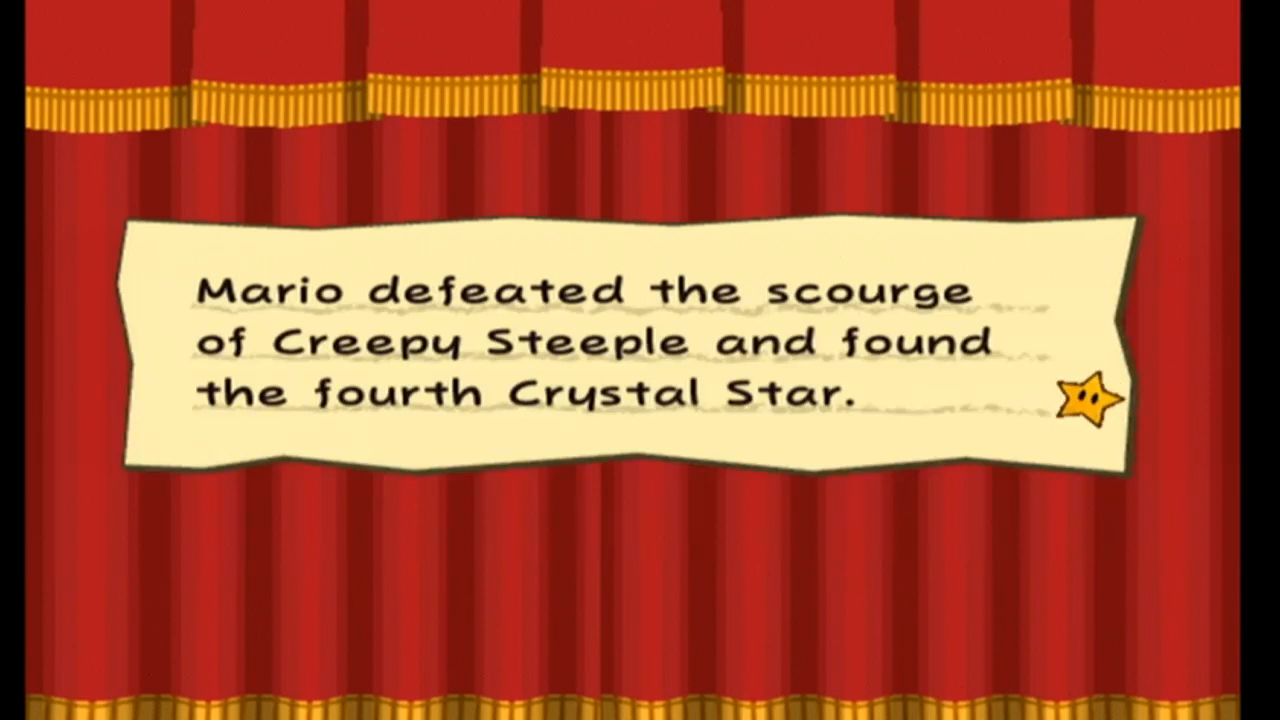 Mario defeated the scourge
of Creepy Steeple and found
the fourth Crystal Star.